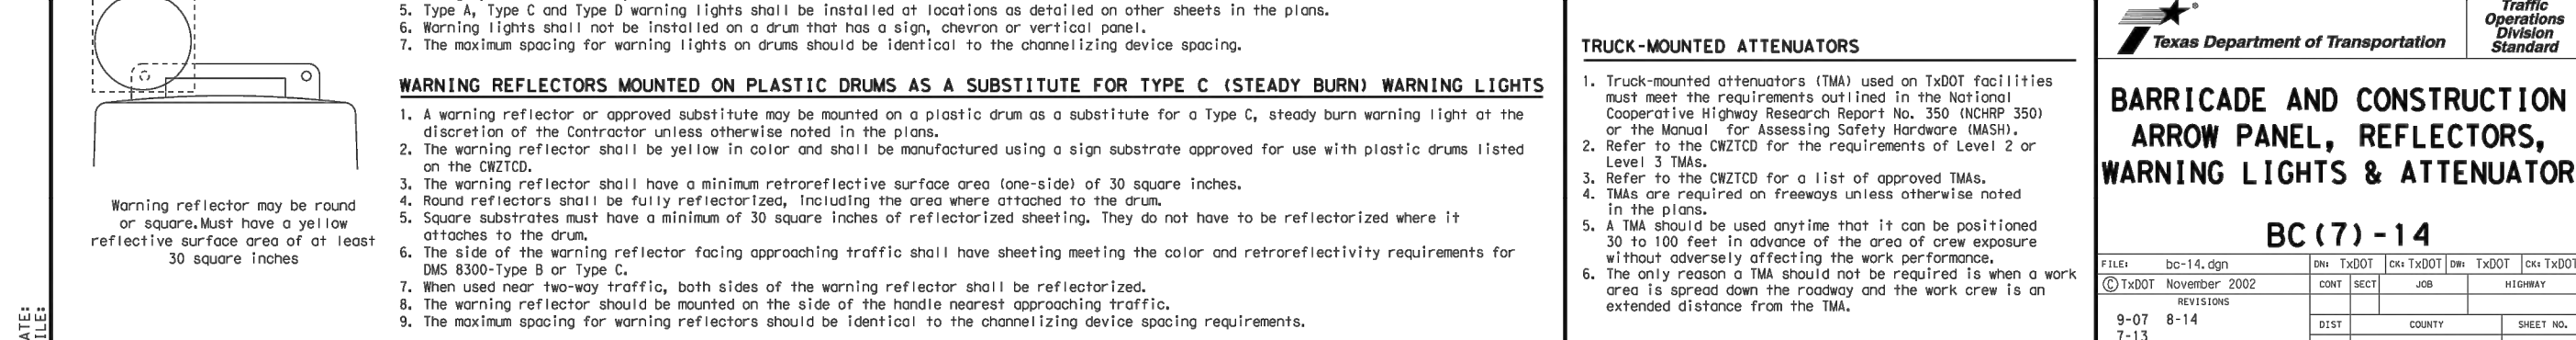 5. Type A, Type C and Type D warning lights shall be installed at locations as detailed on other sheets in the plans.
6. Warning lights shall not be installed on a drum that has a sign, chevron or vertical panel.
7. The maximum spacing for warning lights on drums should be identical to the channelizing device spacing.
WARNING REFLECTORS MOUNTED ON PLASTIC DRUMS AS A SUBSTITUTE FOR TYPE C (STEADY BURN) WARNING LIGHTS
1. A warning reflector or approved substitute may be mounted on a plastic drum as a substitute for a Type C, steady burn warning light at the
discretion of the Contractor unless otherwise noted in the plans.
2. The warning reflector shall be yellow in color and shall be manufactured using a sign substrate approved for use with plastic drums listed
on the CWZTCD.
3. The warning reflector shall have a minimum retroreflective surface area (one-side) of 30 square inches.
4. Round reflectors shall be fully reflectorized, including the area where attached to the drum.
5. Square substrates must have a minimum of 30 square inches of reflectorized sheeting. They do not have to be reflectorized where it
attaches to the drum.
6. The side of the warning reflector facing approaching traffic shall have sheeting meeting the color and retroreflectivity requirements for
DMS 8300-Type B or Type C.
7. When used near two-way traffic, both sides of the warning reflector shall be reflectorized.
8. The warning reflector should be mounted on the side of the handle nearest approaching traffic.
9. The maximum spacing for warning reflectors should be identical to the channelizing device spacing requirements.
Warning reflector may be round
or square.Must have a yellow
reflective surface area of at least
30 square inches
ATE:
ILE:
TRUCK-MOUNTED ATTENUATORS
1. Truck-mounted attenuators (TMA) used on TxDOT facilities
must meet the requirements outlined in the National
Cooperative Highway Research Report No. 350 (NCHRP 350)
or the Manual for Assessing Safety Hardware (MASH).
2. Refer to the CWZTCD for the requirements of Level 2 or
Level 3 TMAs.
3. Refer to the CWZTCD for a list of approved TMAs.
4. TMAs are required on freeways unless otherwise noted
in the plans.
5. A TMA should be used anytime that it can be positioned
30 to 100 feet in advance of the area of crew exposure
without adversely affecting the work performance.
6. The only reason a TMA should not be required is when a work
area is spread down the roadway and the work crew is an
extended distance from the TMA.
Texas Department of Transportation
Traffic
Operations
Division
Standard
BARRICADE AND CONSTRUCTION
ARROW PANEL, REFLECTORS,
WARNING LIGHTS & ATTENUATOR
BC(7)-14
FILE: bc-14.dgn DN: TxDOT CK: TxDOT DW: TxDOT CK: TxDOT
© TxDOT November 2002 CONT SECT JOB HIGHWAY
REVISIONS
9-07 8-14
7-13
DIST COUNTY SHEET NO.